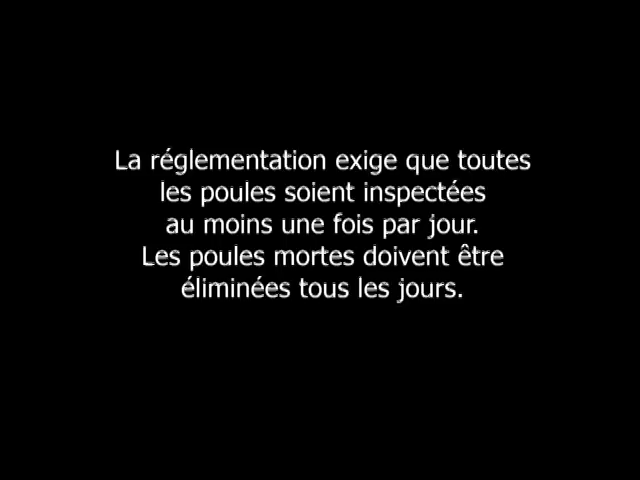 La réglementation exige que toutes
les poules soient inspectées
au moins une fois par jour.
Les poules mortes doivent être
éliminées tous les jours.